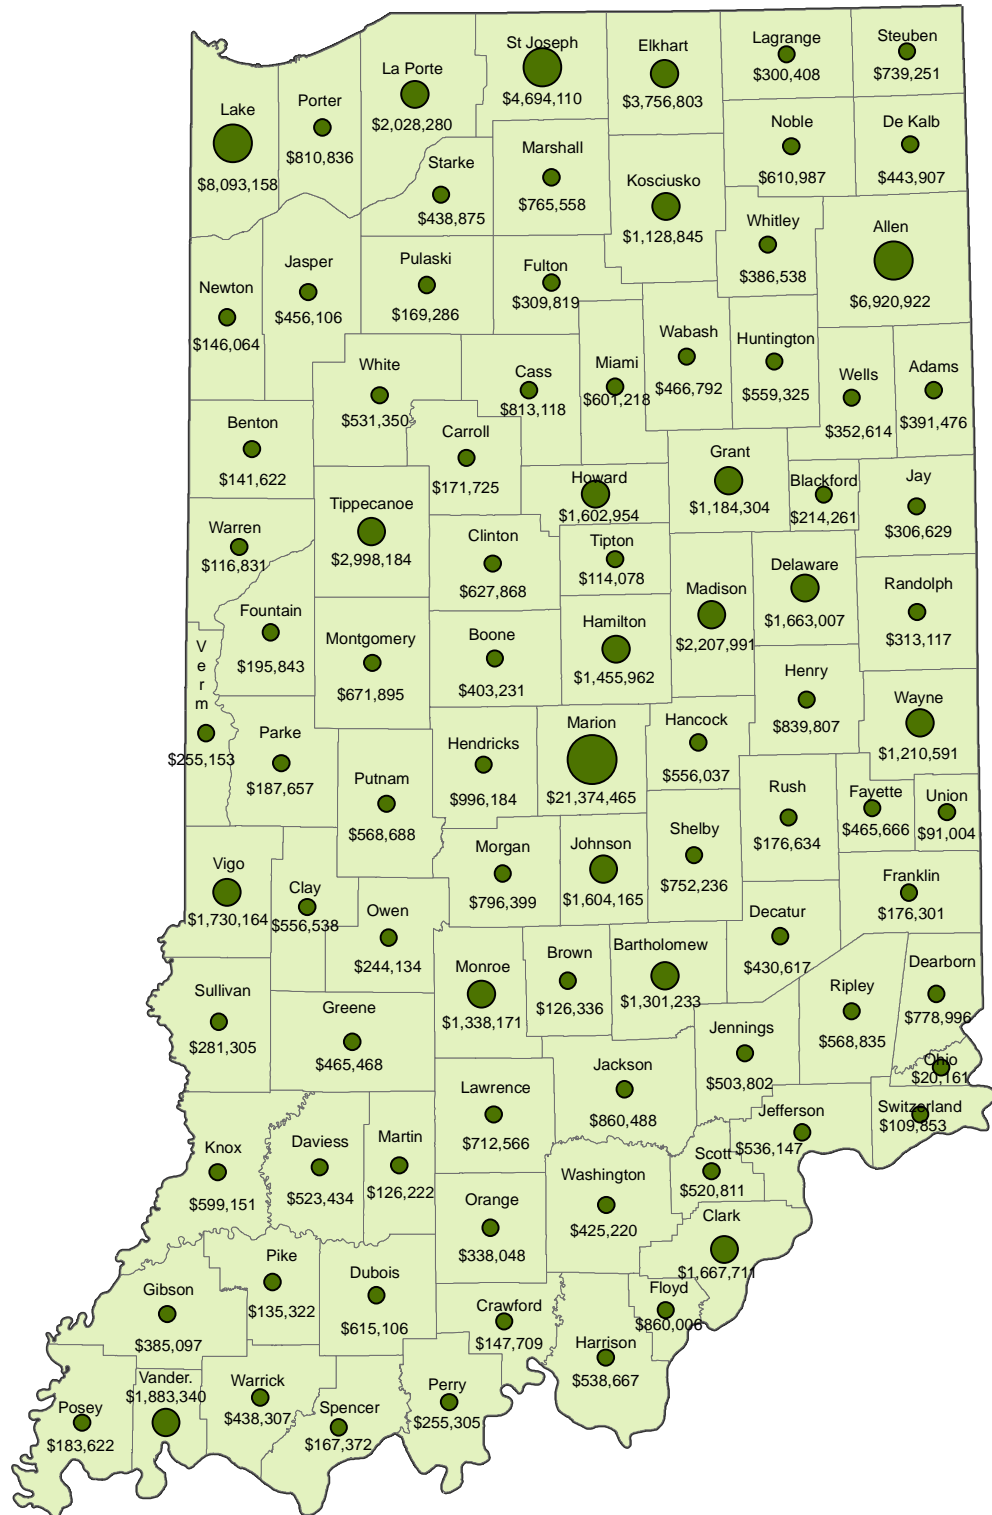 St Joseph
$4,694,110
Elkhart
$3,756,803
Lagrange
$300,408
Steuben
$739,251
La Porte
$2,028,280
Lake
$8,093,158
Porter
$810,836
Noble
$610,987
De Kalb
$443,907
Starke
$438,875
Marshall
$765,558
Kosciusko
$1,128,845
Whitley
$386,538
Allen
$6,920,922
Newton
$146,064
Jasper
$456,106
Pulaski
$169,286
Fulton
$309,819
White
$531,350
Cass
$813,118
Miami
$601,218
Wabash
$466,792
Huntington
$559,325
Wells
$352,614
Adams
$391,476
Benton
$141,622
Carroll
$171,725
Howard
$1,602,954
Grant
$1,184,304
Blackford
$214,261
Jay
$306,629
Warren
$116,831
Tippecanoe
$2,998,184
Clinton
$627,868
Tipton
$114,078
Madison
$2,207,991
Delaware
$1,663,007
Randolph
$313,117
Fountain
$195,843
Montgomery
$671,895
Boone
$403,231
Hamilton
$1,455,962
V
e
r
m
$255,153
Henry
$839,807
Wayne
$1,210,591
Parke
$187,657
Putnam
$568,688
Hendricks
$996,184
Marion
$21,374,465
Hancock
$556,037
Rush
$176,634
Fayette
$465,666
Union
$91,004
Vigo
$1,730,164
Clay
$556,538
Owen
$244,134
Morgan
$796,399
Johnson
$1,604,165
Shelby
$752,236
Decatur
$430,617
Franklin
$176,301
Sullivan
$281,305
Greene
$465,468
Monroe
$1,338,171
Brown
$126,336
Bartholomew
$1,301,233
Jennings
$503,802
Ripley
$568,835
Dearborn
$778,996
Ohio
$20,161
Switzerland
$109,853
Knox
$599,151
Daviess
$523,434
Martin
$126,222
Lawrence
$712,566
Jackson
$860,488
Jefferson
$536,147
Scott
$520,811
Orange
$338,048
Washington
$425,220
Clark
$1,667,711
Gibson
$385,097
Pike
$135,322
Dubois
$615,106
Crawford
$147,709
Floyd
$860,006
Harrison
$538,667
Posey
$183,622
Vander.
$1,883,340
Warrick
$438,307
Spencer
$167,372
Perry
$255,305